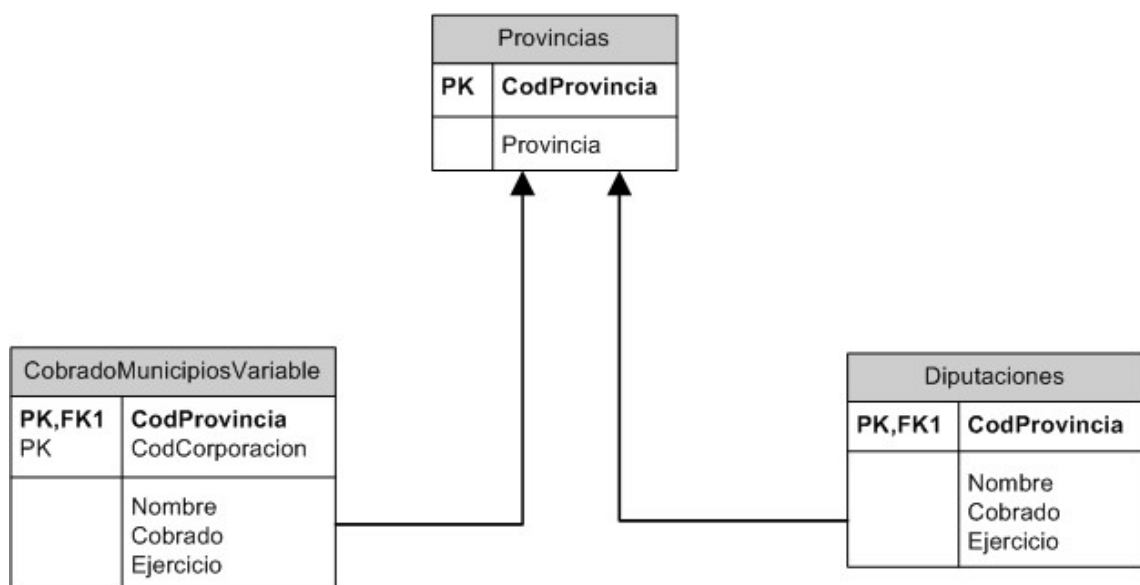 Provincias
PK CodProvincia
Provincia
CobradoMunicipiosVariable
PK,FK1 CodProvincia
PK CodCorporacion
Nombre
Cobrado
Ejercicio
Diputaciones
PK,FK1 CodProvincia
Nombre
Cobrado
Ejercicio